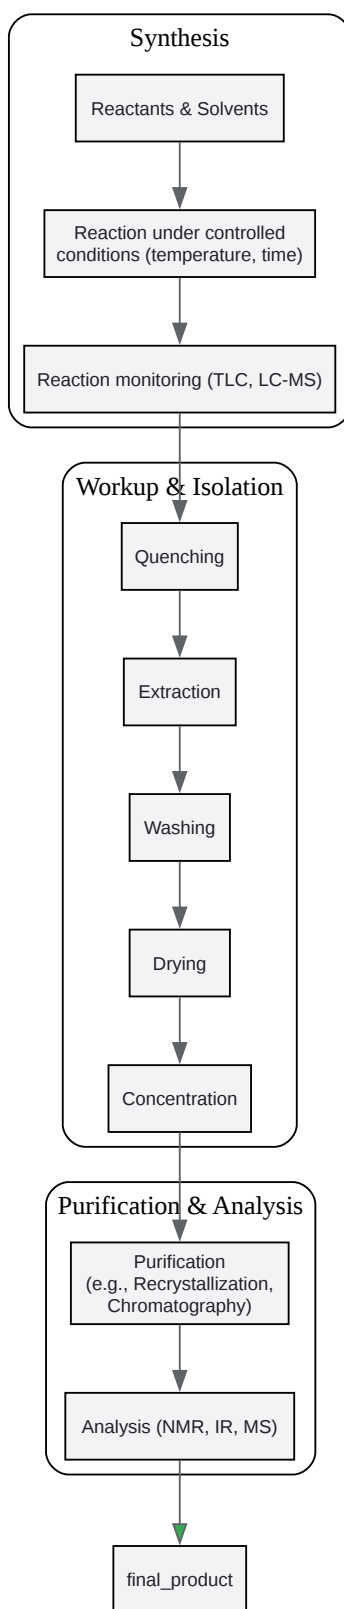 Synthesis
Reactants & Solvents
Reaction under controlled
conditions (temperature, time)
Reaction monitoring (TLC, LC-MS)
Workup & Isolation
Quenching
Extraction
Washing
Drying
Concentration
Purification & Analysis
Purification
(e.g., Recrystallization,
Chromatography)
Analysis (NMR, IR, MS)
final_product